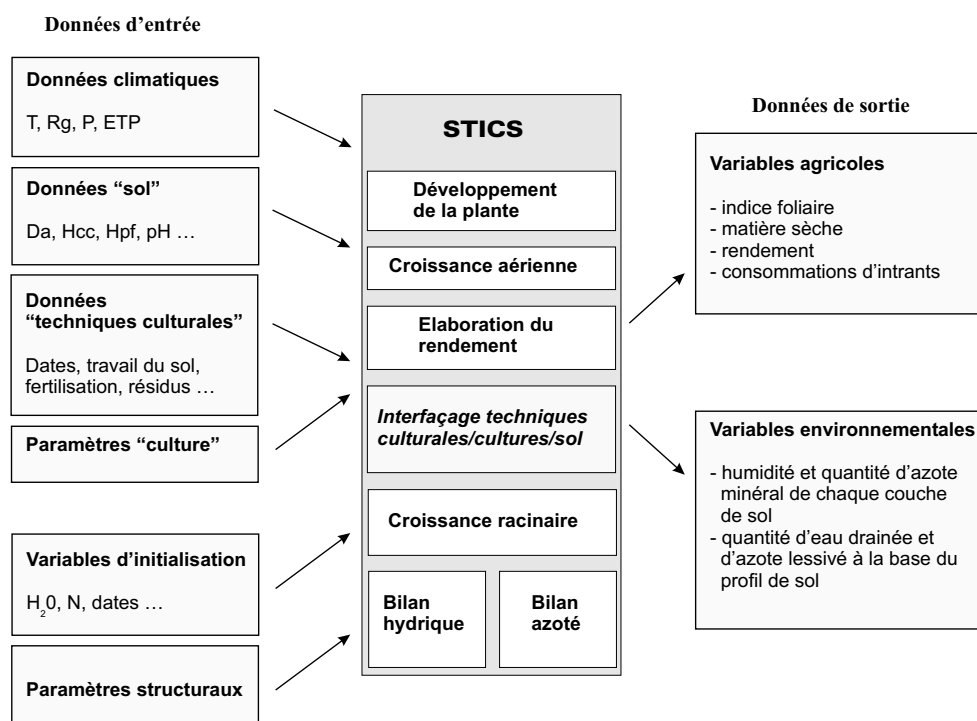 Données d'entrée
Données climatiques
T, Rg, P, ETP
Données “sol”
Da, Hcc, Hpf, pH …
Données
“techniques culturales”
Dates, travail du sol,
fertilisation, résidus …
Paramètres “culture”
Variables d'initialisation
H₂0, N, dates …
Paramètres structuraux
STICS
Développement
de la plante
Croissance aérienne
Elaboration du
rendement
Interfaçage techniques
culturales/cultures/sol
Croissance racinaire
Bilan
hydrique
Bilan
azoté
Données de sortie
Variables agricoles
- indice foliaire
- matière sèche
- rendement
- consommations d'intrants
Variables environnementales
- humidité et quantité d'azote
minéral de chaque couche
de sol
- quantité d'eau drainée et
d'azote lessivé à la base du
profil de sol